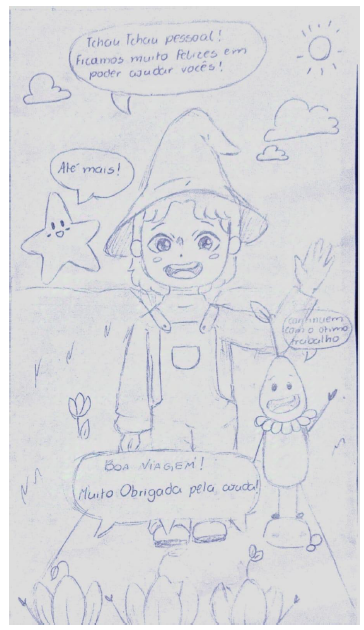 Tchau Tchau pessoal!
Ficamos muito Felizes em
poder ajudar vocês!
Até mais!
continuem
com o ótimo
trabalho
BOA VIAGEM!
Muito Obrigada pela ajuda!